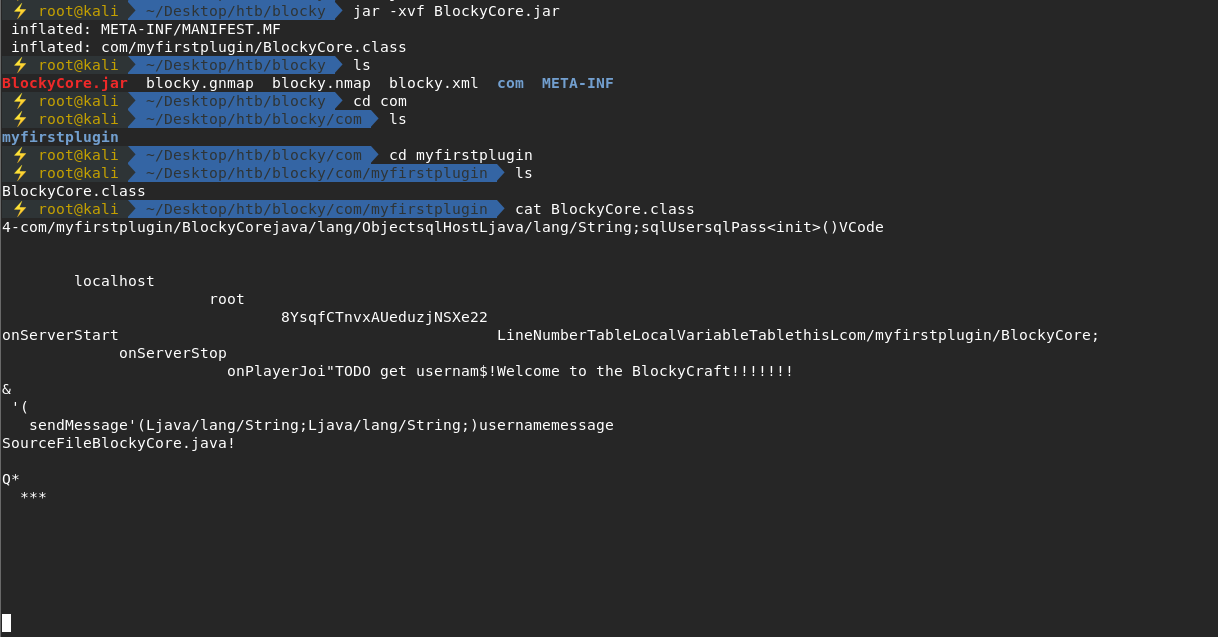 ⚡ root@kali ~/Desktop/htb/blocky jar -xvf BlockyCore.jar
inflated: META-INF/MANIFEST.MF
inflated: com/myfirstplugin/BlockyCore.class
⚡ root@kali ~/Desktop/htb/blocky ls
BlockyCore.jar blocky.gnmap blocky.nmap blocky.xml com META-INF
⚡ root@kali ~/Desktop/htb/blocky cd com
⚡ root@kali ~/Desktop/htb/blocky/com ls
myfirstplugin
⚡ root@kali ~/Desktop/htb/blocky/com cd myfirstplugin
⚡ root@kali ~/Desktop/htb/blocky/com/myfirstplugin ls
BlockyCore.class
⚡ root@kali ~/Desktop/htb/blocky/com/myfirstplugin cat BlockyCore.class
4-com/myfirstplugin/BlockyCorejava/lang/ObjectsqlHostLjava/lang/String;sqlUsersqlPass<init>()VCode
localhost
root
8YsqfCTnvxAUeduzjNSXe22
onServerStart LineNumberTableLocalVariableTablethisLcom/myfirstplugin/BlockyCore;
onServerStop
onPlayerJoi"TODO get usernam$!Welcome to the BlockyCraft!!!!!!!
&
'(
sendMessage'(Ljava/lang/String;Ljava/lang/String;)usernamemessage
SourceFileBlockyCore.java!
Q*
***